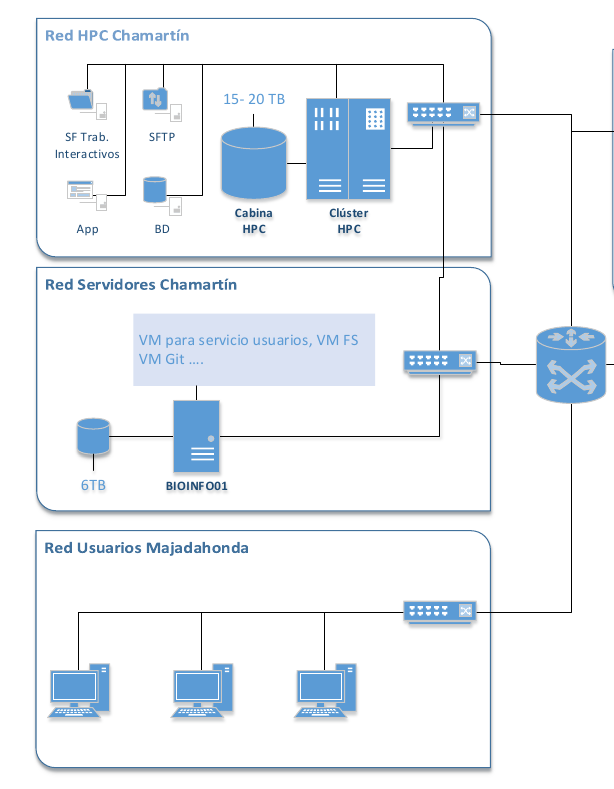 Red HPC Chamartín
15- 20 TB
SF Trab.
Interactivos
SFTP
App
BD
Cabina
HPC
Clúster
HPC
Red Servidores Chamartín
VM para servicio usuarios, VM FS
VM Git ....
6TB
BIOINFO01
Red Usuarios Majadahonda